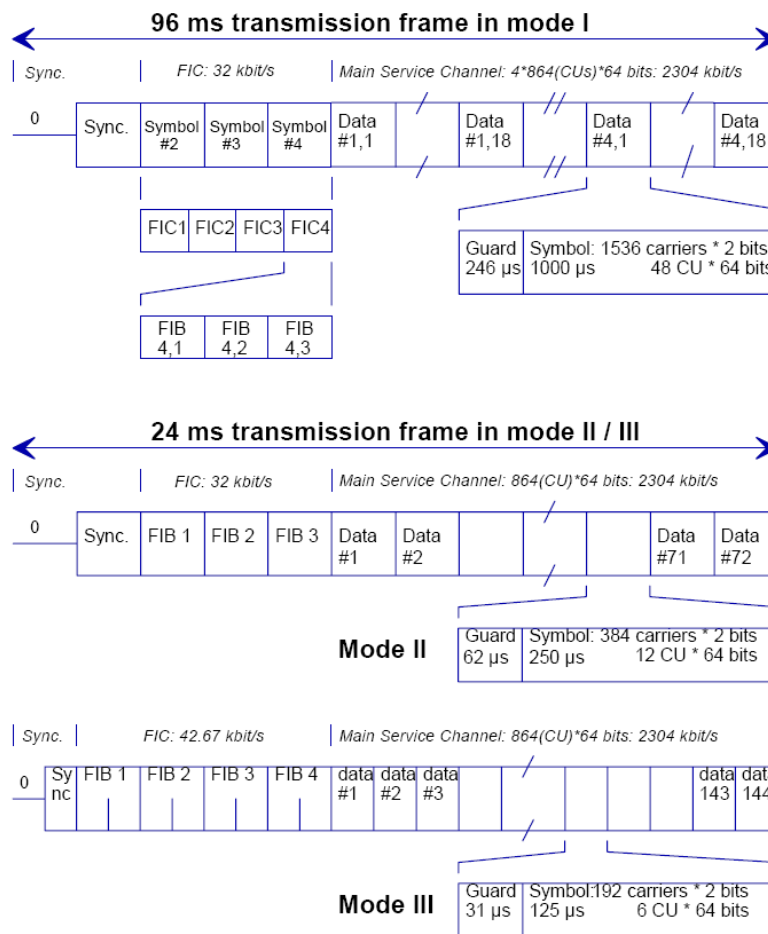 96 ms transmission frame in mode I
Sync. FIC: 32 kbit/s Main Service Channel: 4*864(CUs)*64 bits: 2304 kbit/s
0 Sync. Symbol #2 Symbol #3 Symbol #4 Data #1,1 Data #1,18 Data #4,1 Data #4,18
FIC1 FIC2 FIC3 FIC4
Guard 246 µs Symbol: 1536 carriers * 2 bits
1000 µs 48 CU * 64 bits
FIB 4,1 FIB 4,2 FIB 4,3
24 ms transmission frame in mode II / III
Sync. FIC: 32 kbit/s Main Service Channel: 864(CU)*64 bits: 2304 kbit/s
0 Sync. FIB 1 FIB 2 FIB 3 Data #1 Data #2 Data #71 Data #72
Mode II
Guard 62 µs Symbol: 384 carriers * 2 bits
250 µs 12 CU * 64 bits
Sync. FIC: 42.67 kbit/s Main Service Channel: 864(CU)*64 bits: 2304 kbit/s
0 Sy nc FIB 1 FIB 2 FIB 3 FIB 4 data #1 data #2 data #3 data 143 data 144
Mode III
Guard 31 µs Symbol:192 carriers * 2 bits
125 µs 6 CU * 64 bits